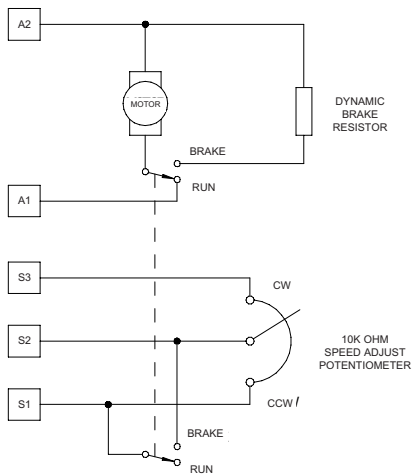 A2
MOTOR
DYNAMIC
BRAKE
RESISTOR
BRAKE
RUN
A1
S3
CW
S2
10K OHM
SPEED ADJUST
POTENTIOMETER
S1
CCW
BRAKE
RUN